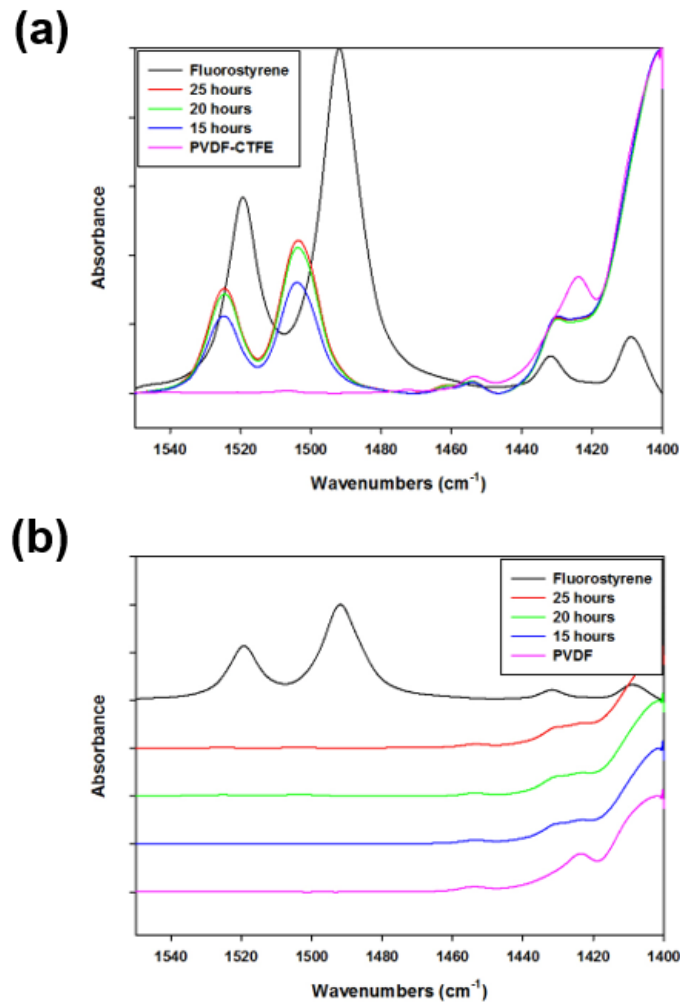 (a)
Fluorostyrene
25 hours
20 hours
15 hours
PVDF-CTFE
Absorbance
1540 1520 1500 1480 1460 1440 1420 1400
Wavenumbers (cm⁻¹)
(b)
Fluorostyrene
25 hours
20 hours
15 hours
PVDF
Absorbance
1540 1520 1500 1480 1460 1440 1420 1400
Wavenumbers (cm⁻¹)